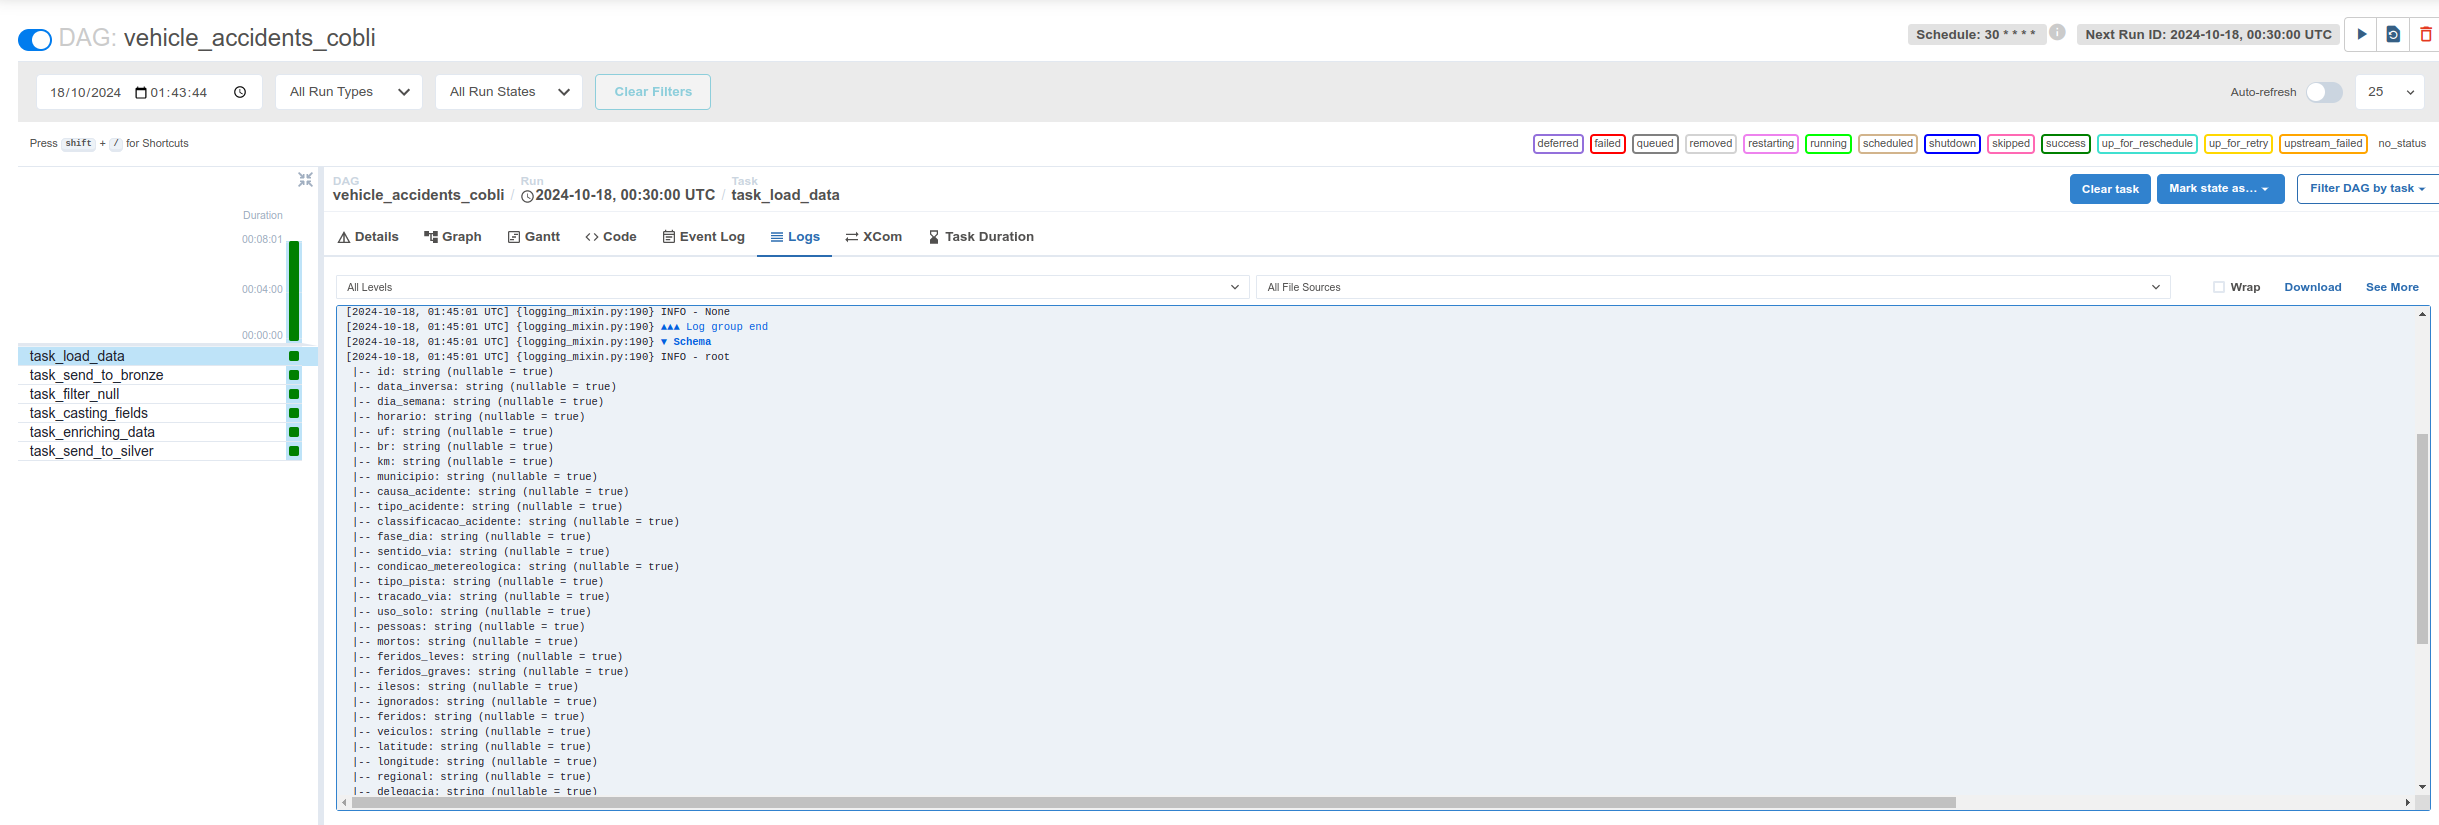 DAG: vehicle_accidents_cobli
Schedule: 30 * * * *
Next Run ID: 2024-10-18, 00:30:00 UTC
18/10/2024 01:43:44
All Run Types
All Run States
Clear Filters
Auto-refresh
25
Press shift + / for Shortcuts
deferred failed queued removed restarting running scheduled shutdown skipped success up_for_reschedule up_for_retry upstream_failed no_status
Duration
00:08:01
00:04:00
00:00:00
task_load_data
task_send_to_bronze
task_filter_null
task_casting_fields
task_enriching_data
task_send_to_silver
DAG
vehicle_accidents_cobli /
Run
2024-10-18, 00:30:00 UTC /
Task
task_load_data
Clear task
Mark state as...
Filter DAG by task
Details
Graph
Gantt
Code
Event Log
Logs
XCom
Task Duration
All Levels
All File Sources
Wrap
Download
See More
[2024-10-18, 01:45:01 UTC] {logging_mixin.py:190} INFO - None
[2024-10-18, 01:45:01 UTC] {logging_mixin.py:190} ▲▲▲ Log group end
[2024-10-18, 01:45:01 UTC] {logging_mixin.py:190} ▼ Schema
[2024-10-18, 01:45:01 UTC] {logging_mixin.py:190} INFO - root
|-- id: string (nullable = true)
|-- data_inversa: string (nullable = true)
|-- dia_semana: string (nullable = true)
|-- horario: string (nullable = true)
|-- uf: string (nullable = true)
|-- br: string (nullable = true)
|-- km: string (nullable = true)
|-- municipio: string (nullable = true)
|-- causa_acidente: string (nullable = true)
|-- tipo_acidente: string (nullable = true)
|-- classificacao_acidente: string (nullable = true)
|-- fase_dia: string (nullable = true)
|-- sentido_via: string (nullable = true)
|-- condicao_metereologica: string (nullable = true)
|-- tipo_pista: string (nullable = true)
|-- tracado_via: string (nullable = true)
|-- uso_solo: string (nullable = true)
|-- pessoas: string (nullable = true)
|-- mortos: string (nullable = true)
|-- feridos_leves: string (nullable = true)
|-- feridos_graves: string (nullable = true)
|-- ilesos: string (nullable = true)
|-- ignorados: string (nullable = true)
|-- feridos: string (nullable = true)
|-- veiculos: string (nullable = true)
|-- latitude: string (nullable = true)
|-- longitude: string (nullable = true)
|-- regional: string (nullable = true)
|-- delegacia: string (nullable = true)